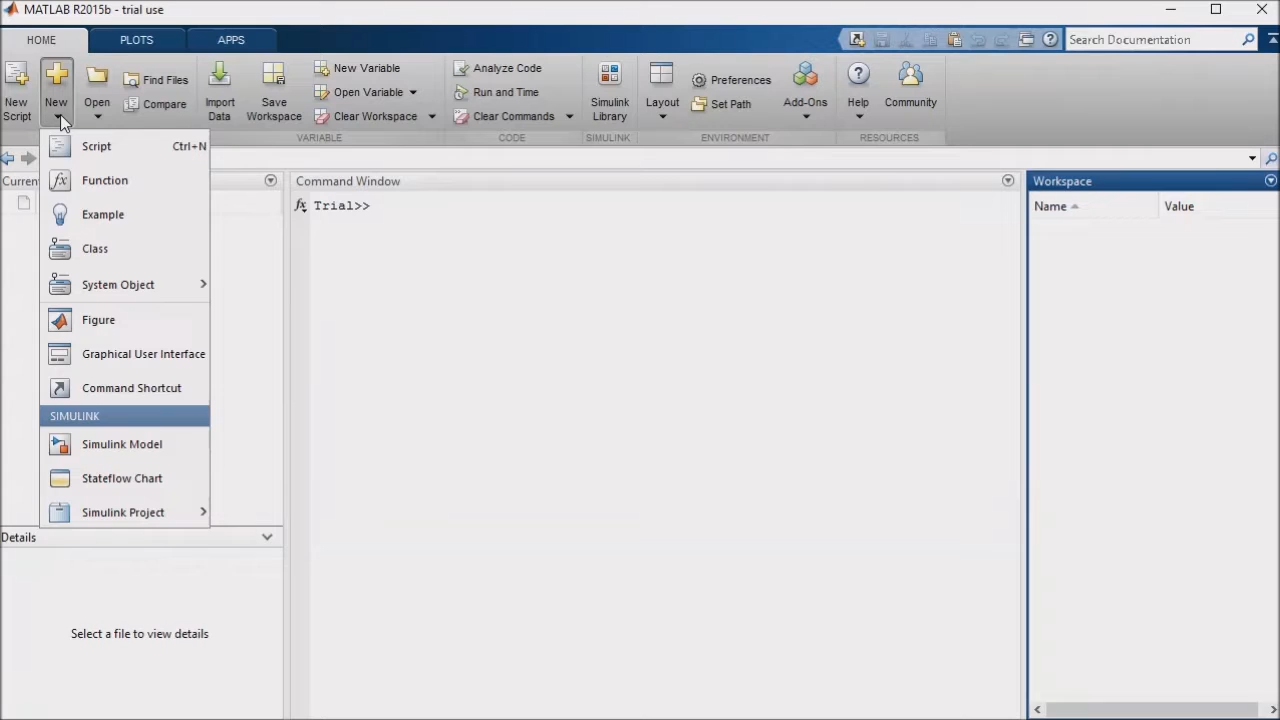 MATLAB R2015b - trial use
HOME
PLOTS
APPS
Search Documentation
New Script
New
Open
Find Files
Compare
Import Data
Save Workspace
New Variable
Open Variable
Clear Workspace
VARIABLE
Analyze Code
Run and Time
Clear Commands
CODE
Simulink Library
SIMULINK
Layout
Preferences
Set Path
Add-Ons
ENVIRONMENT
Help
Community
RESOURCES
Script Ctrl+N
Function
Example
Class
System Object
Figure
Graphical User Interface
Command Shortcut
SIMULINK
Simulink Model
Stateflow Chart
Simulink Project
Details
Select a file to view details
Command Window
fx Trial>>
Workspace
Name Value